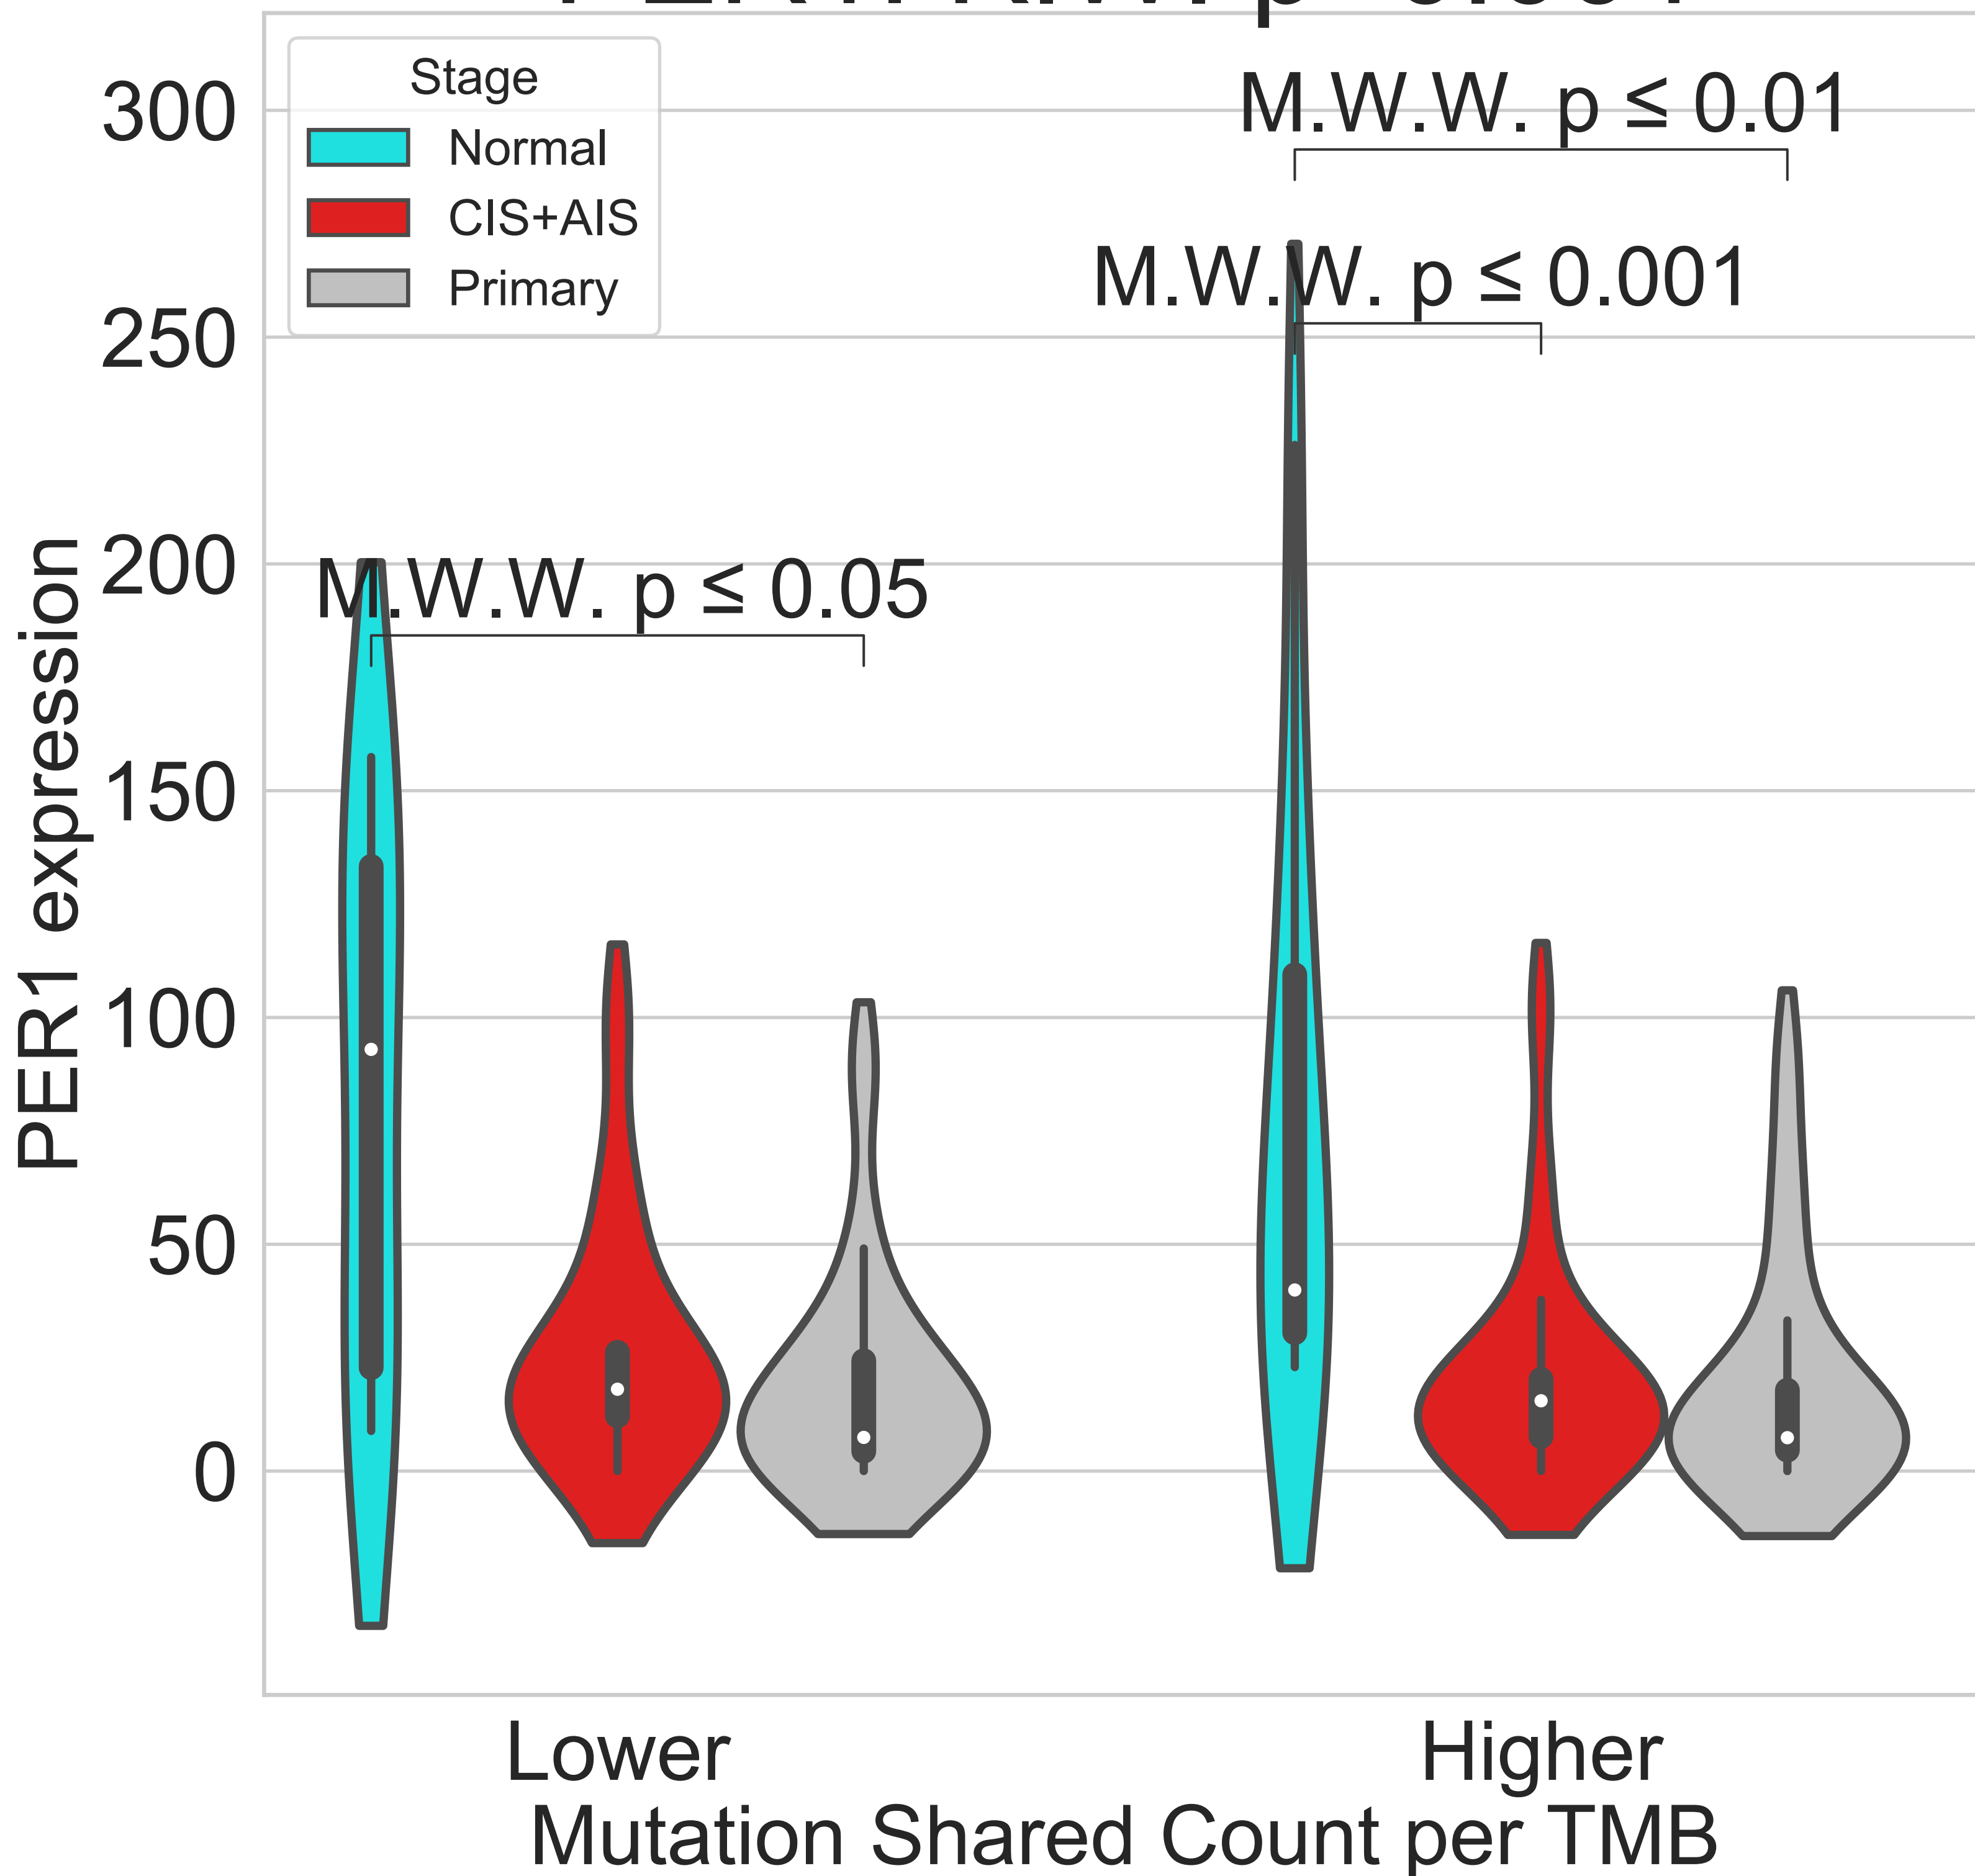 Stage
Normal
CIS+AIS
Primary
M.W.W. p ≤ 0.01
M.W.W. p ≤ 0.001
M.W.W. p ≤ 0.05
300
250
200
150
100
50
0
PER1 expression
Lower
Higher
Mutation Shared Count per TMB